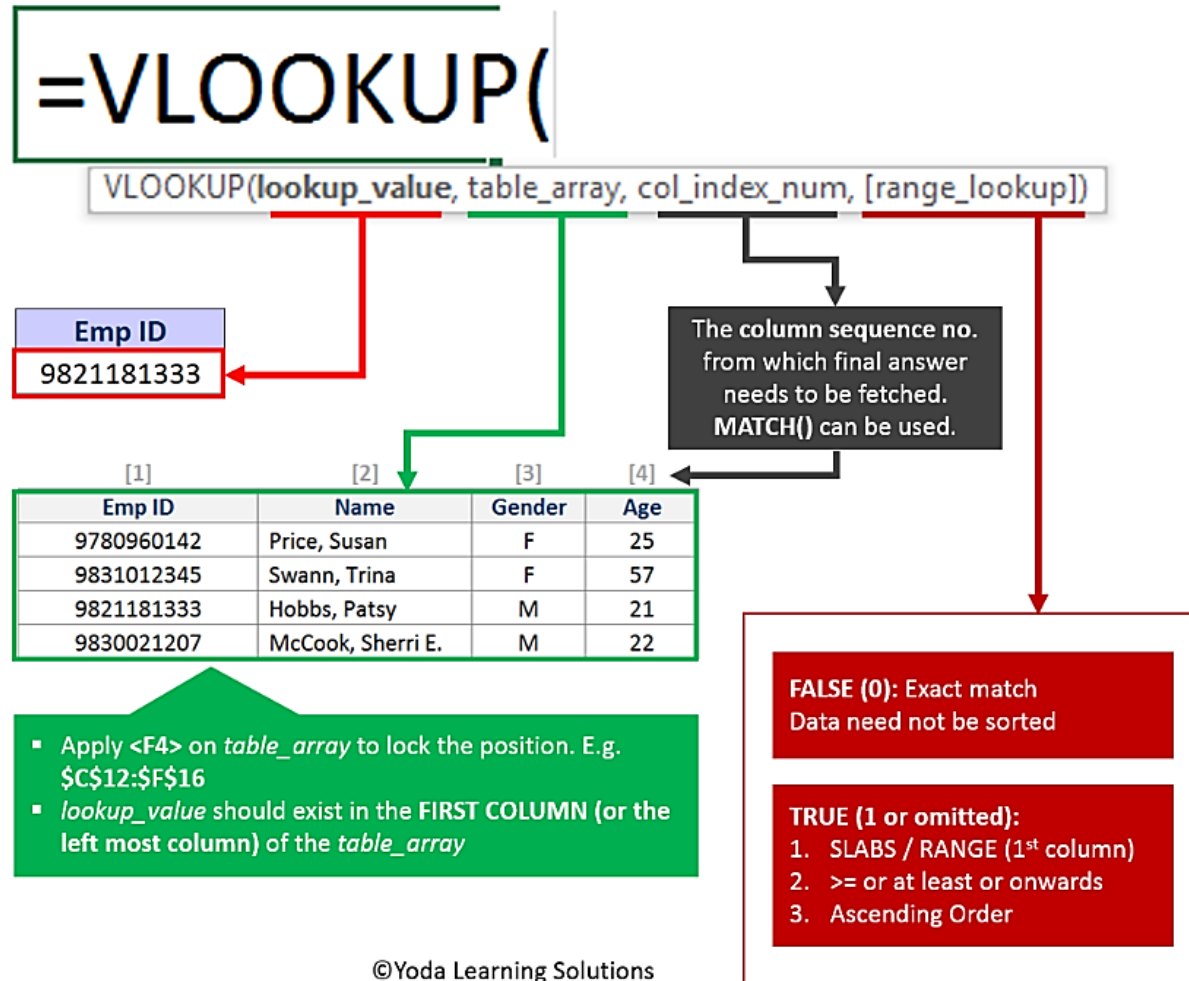 =VLOOKUP(
VLOOKUP(lookup_value, table_array, col_index_num, [range_lookup])
Emp ID
9821181333
The column sequence no.
from which final answer
needs to be fetched.
MATCH() can be used.
[1] [2] [3] [4]
Emp ID Name Gender Age
9780960142 Price, Susan F 25
9831012345 Swann, Trina F 57
9821181333 Hobbs, Patsy M 21
9830021207 McCook, Sherri E. M 22
▪ Apply <F4> on table_array to lock the position. E.g.
$C$12:$F$16
▪ lookup_value should exist in the FIRST COLUMN (or the
left most column) of the table_array
FALSE (0): Exact match
Data need not be sorted
TRUE (1 or omitted):
1. SLABS / RANGE (1st column)
2. >= or at least or onwards
3. Ascending Order
©Yoda Learning Solutions